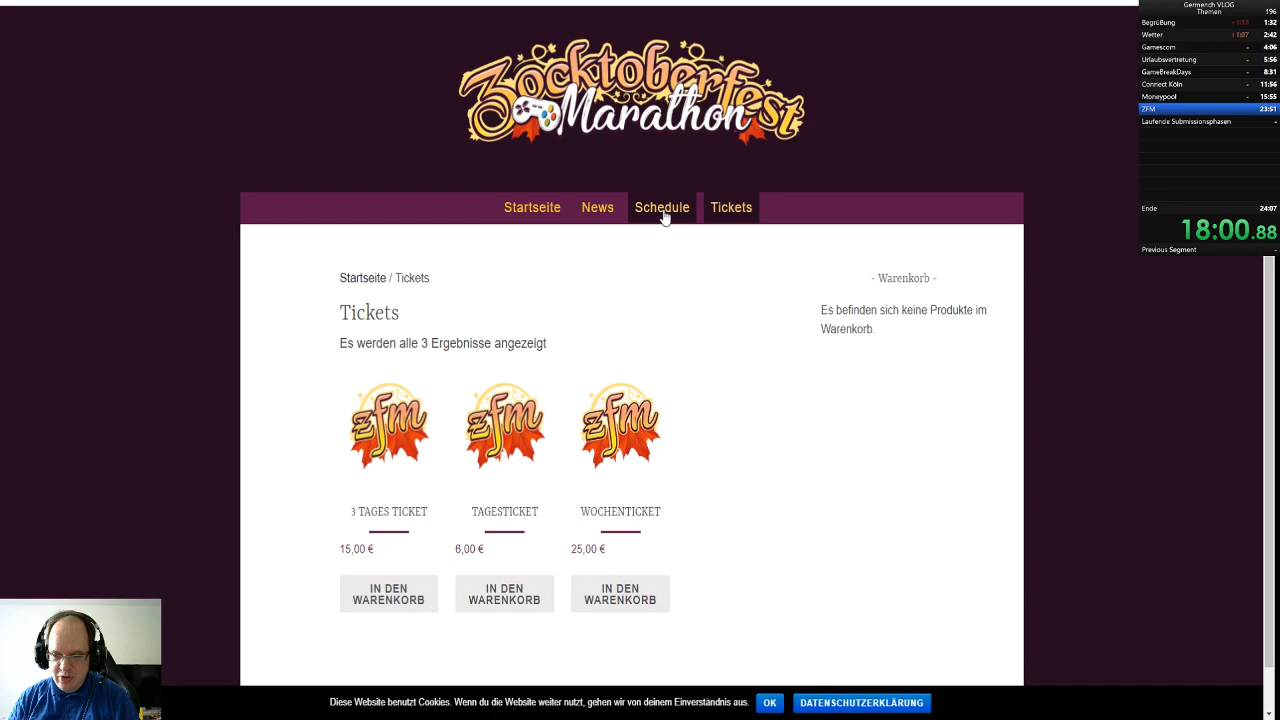 Zocktoberfest
Marathon
Startseite
News
Schedule
Tickets
Startseite / Tickets
Tickets
Es werden alle 3 Ergebnisse angezeigt
zfm
zfm
zfm
3 TAGES TICKET
TAGESTICKET
WOCHENTICKET
15,00 €
6,00 €
25,00 €
IN DEN
WARENKORB
IN DEN
WARENKORB
IN DEN
WARENKORB
- Warenkorb -
Es befinden sich keine Produkte im
Warenkorb.
Diese Website benutzt Cookies. Wenn du die Website weiter nutzt, gehen wir von deinem Einverständnis aus.
OK
DATENSCHUTZERKLÄRUNG
Germench VLOG
Themen 196
Begrüßung 1:32
Wetter + 1:07 2:42
Gamescom - 4:06
Urlaubsvertretung - 5:56
GameBreakDays - 8:31
Connect Köln - 11:56
Moneypool - 15:55
ZFM 23:51
Laufende Submissionsphasen -
Ende 24:07
18:00.88
Previous Segment -